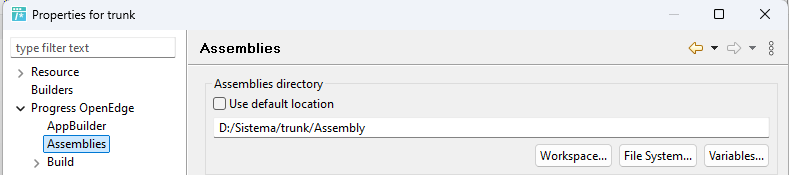 Properties for trunk
type filter text
Resource
Builders
Progress OpenEdge
AppBuilder
Assemblies
Build
Assemblies
Assemblies directory
Use default location
D:/Sistema/trunk/Assembly
Workspace... File System... Variables...